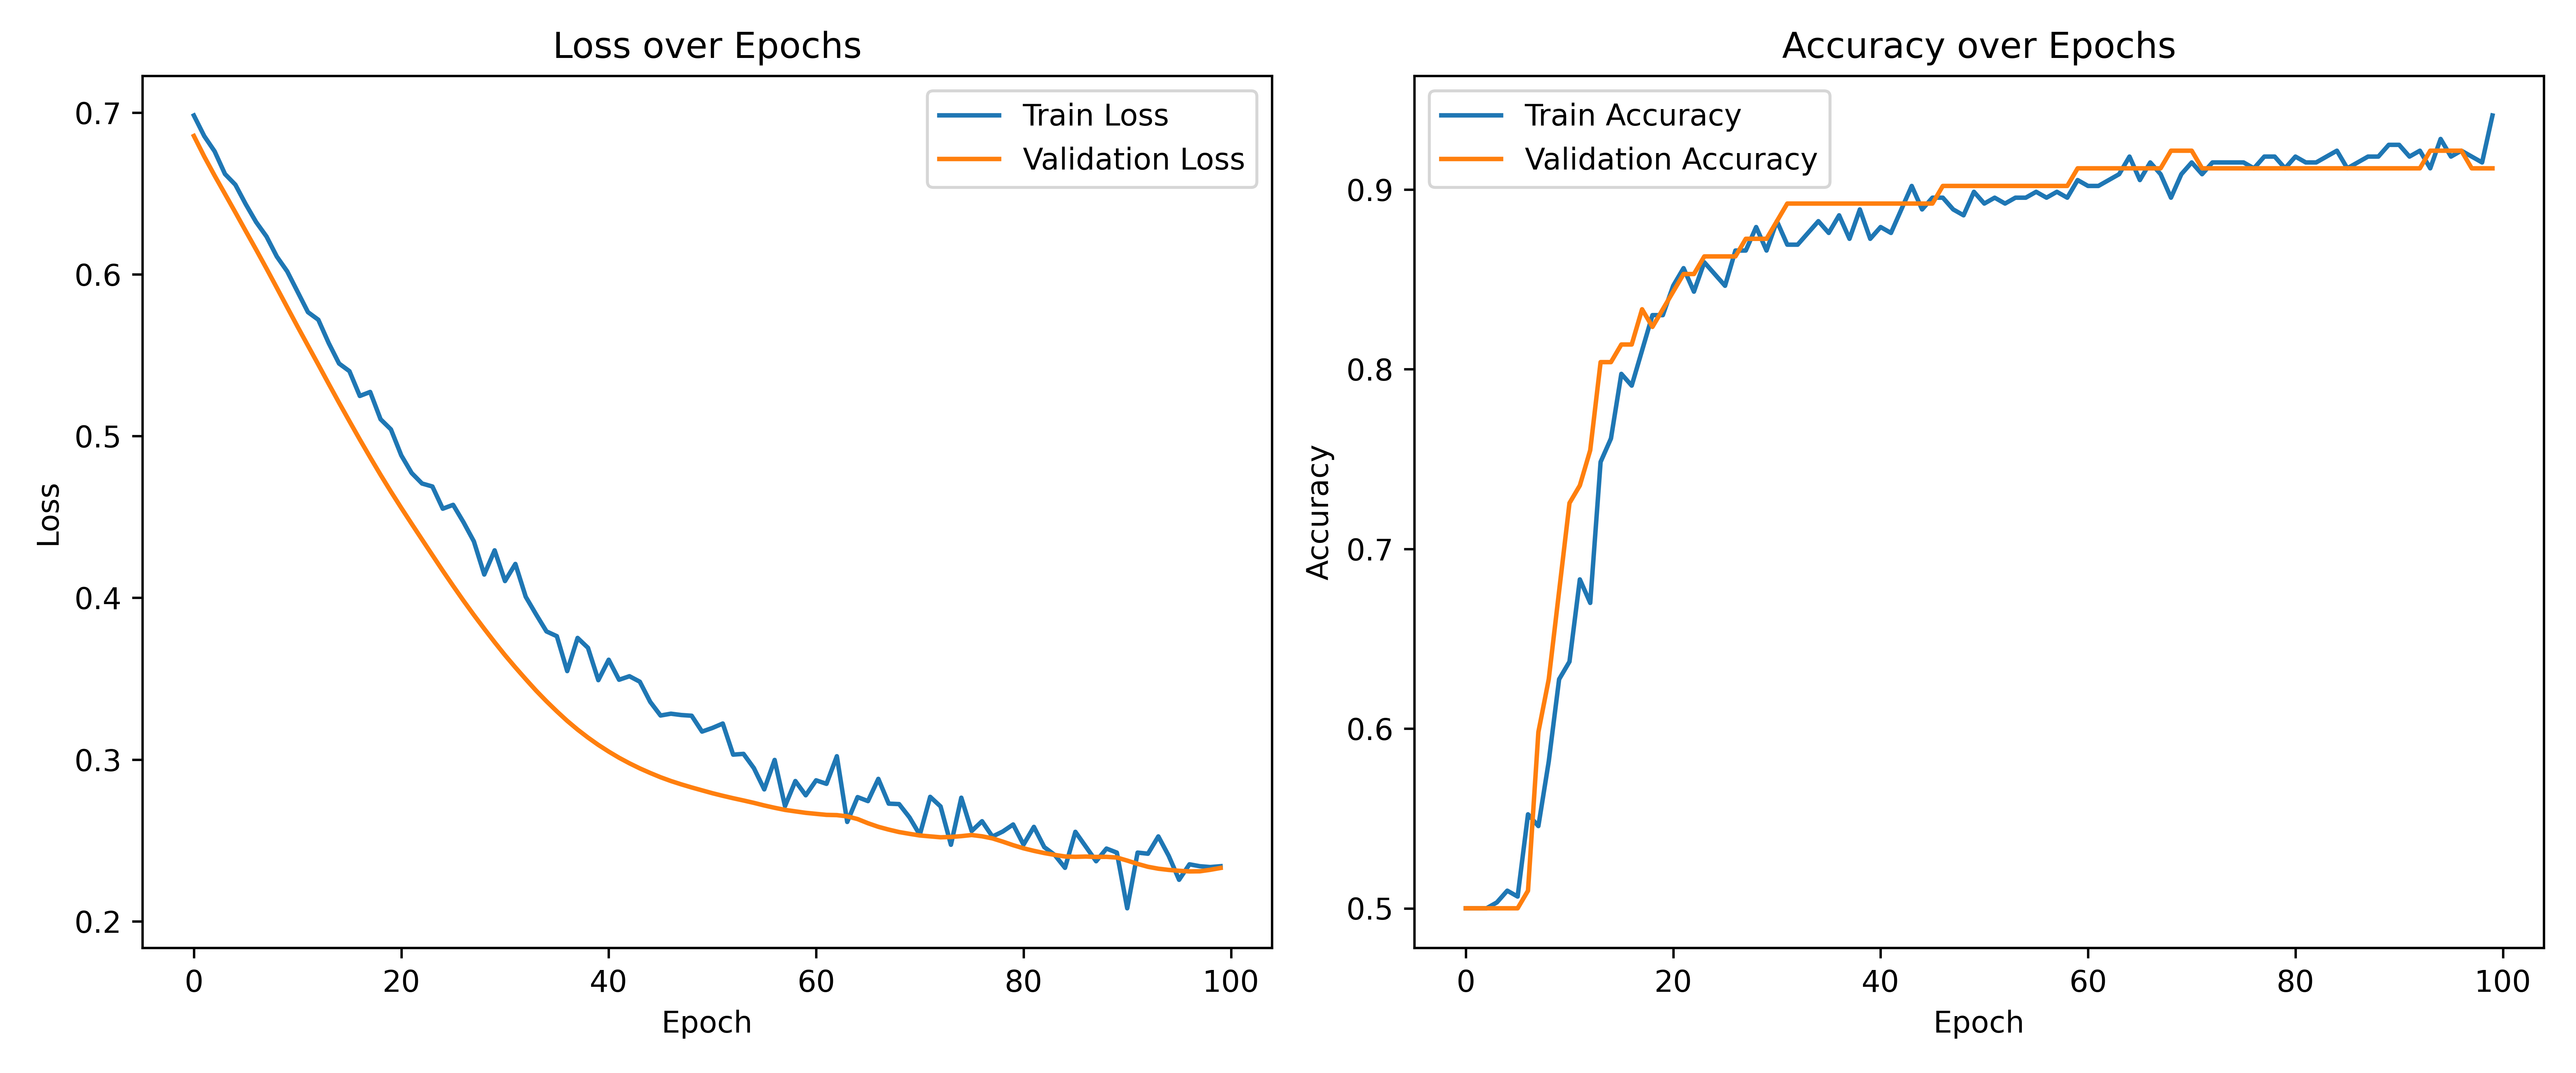 Loss over Epochs
Train Loss
Validation Loss
0.7
0.6
0.5
0.4
0.3
0.2
Loss
0
20
40
60
80
100
Epoch
Accuracy over Epochs
Train Accuracy
Validation Accuracy
0.9
0.8
0.7
0.6
0.5
Accuracy
0
20
40
60
80
100
Epoch